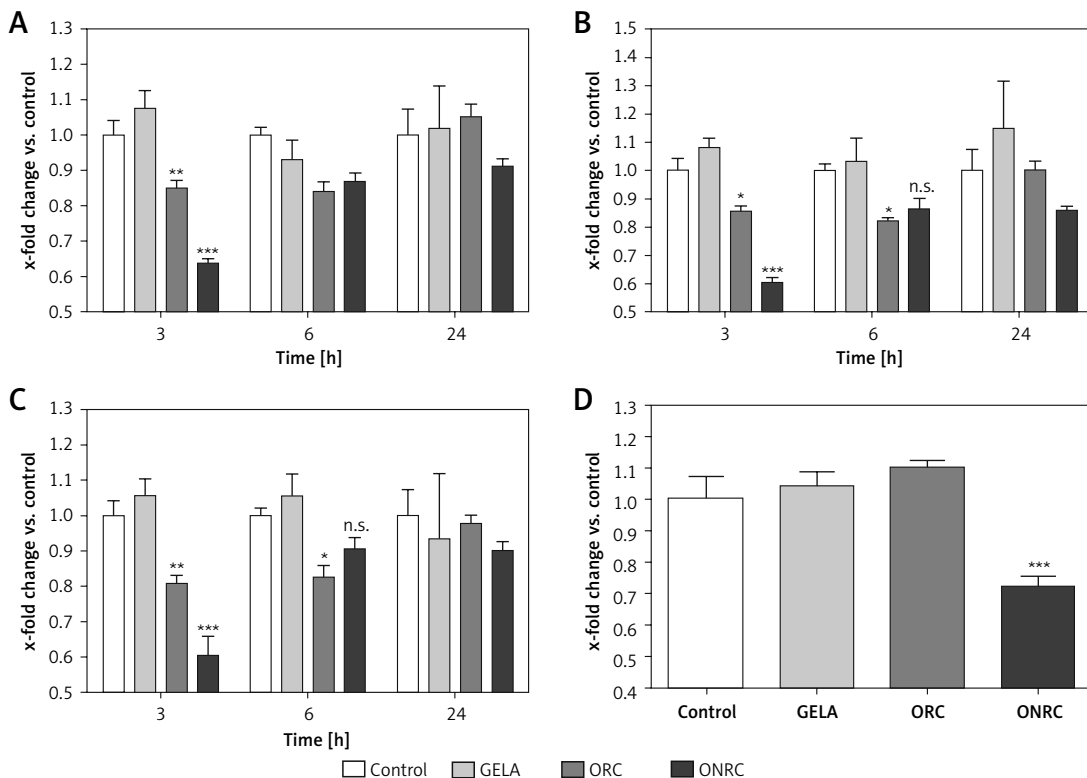 A
x-fold change vs. control
1.3
1.2
1.1
1.0
0.9
0.8
0.7
0.6
0.5
**
***
3 6 24
Time [h]
B
x-fold change vs. control
1.5
1.4
1.3
1.2
1.1
1.0
0.9
0.8
0.7
0.6
0.5
*
***
*
n.s.
3 6 24
Time [h]
C
x-fold change vs. control
1.3
1.2
1.1
1.0
0.9
0.8
0.7
0.6
0.5
**
***
*
n.s.
3 6 24
Time [h]
D
x-fold change vs. control
1.3
1.2
1.1
1.0
0.9
0.8
0.7
0.6
0.5
0.4
***
Control GELA ORC ONRC
Control GELA ORC ONRC